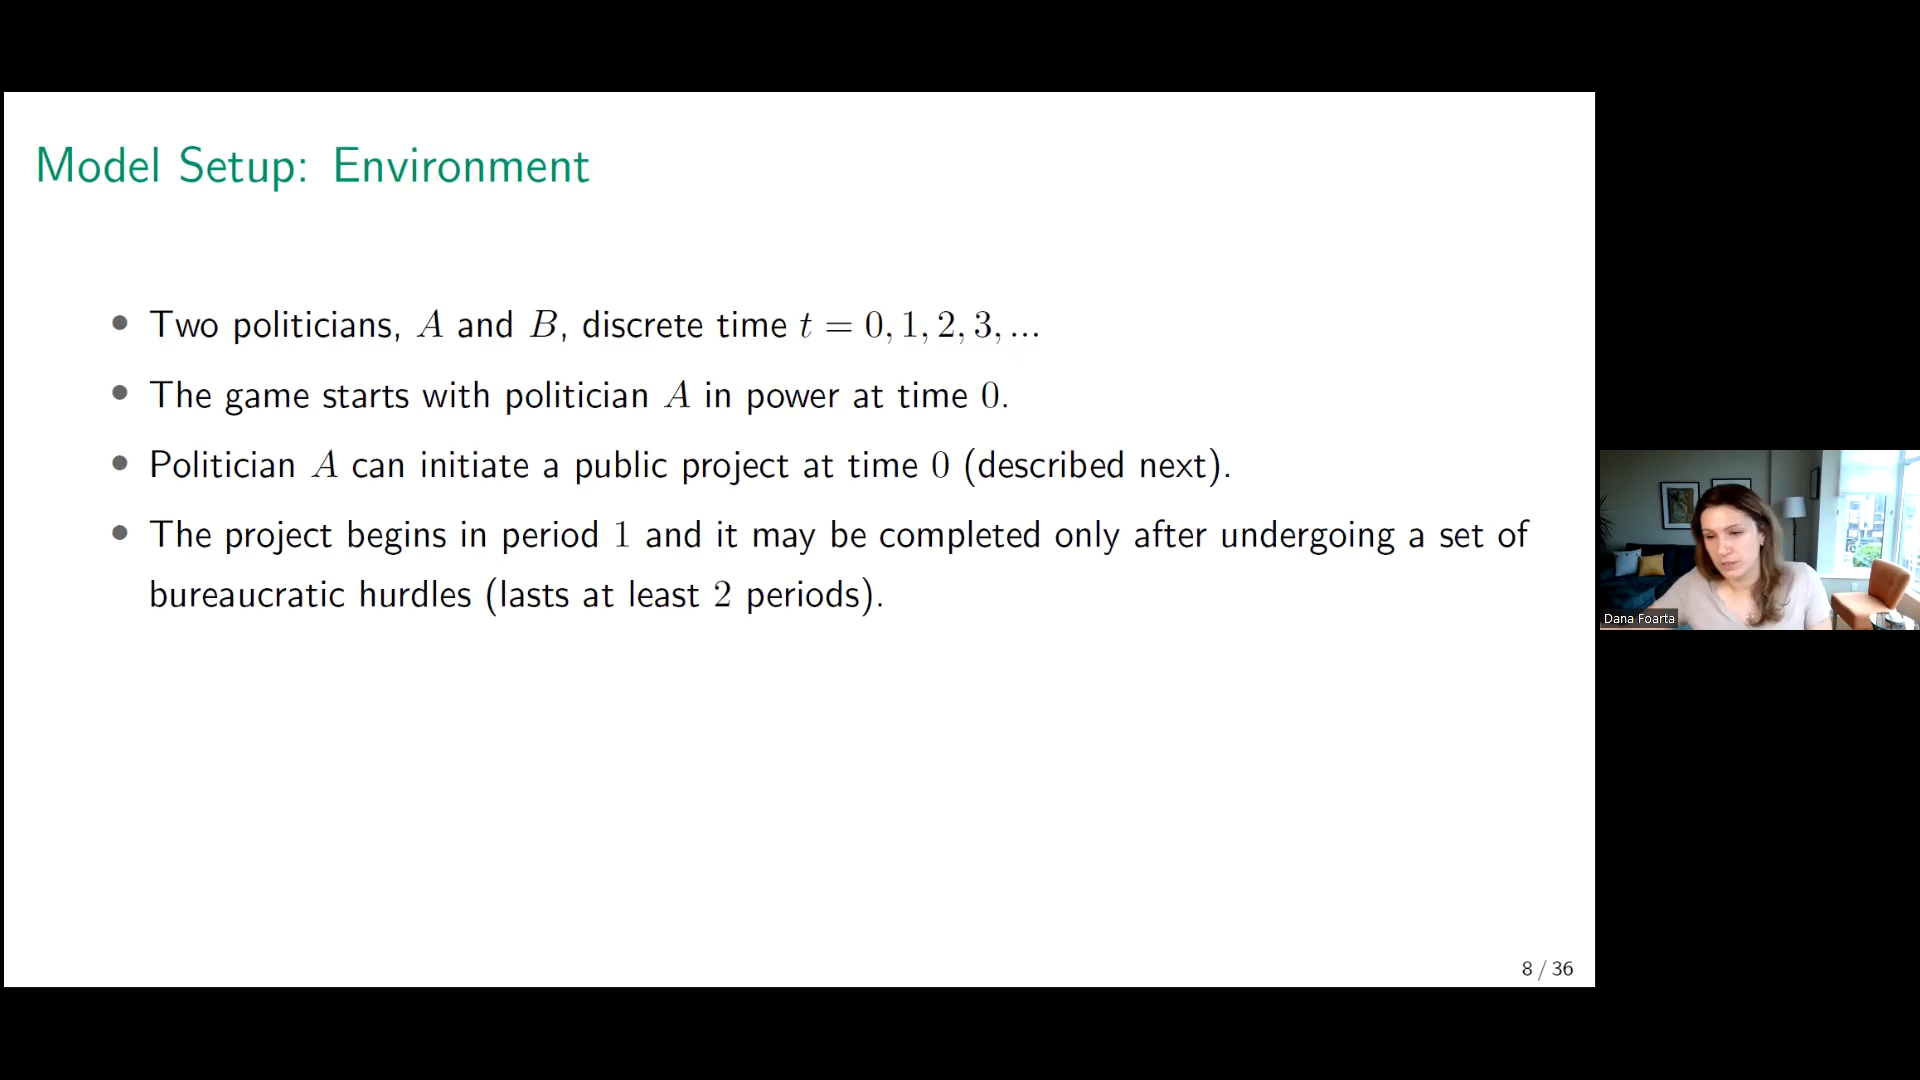 Model Setup: Environment
• Two politicians, A and B, discrete time t = 0, 1, 2, 3, ...
• The game starts with politician A in power at time 0.
• Politician A can initiate a public project at time 0 (described next).
• The project begins in period 1 and it may be completed only after undergoing a set of
bureaucratic hurdles (lasts at least 2 periods).
Dana Foarta
8 / 36